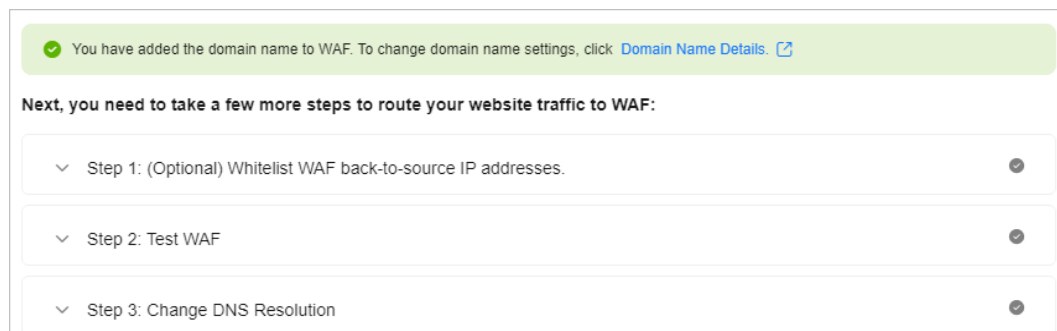 You have added the domain name to WAF. To change domain name settings, click Domain Name Details.
Next, you need to take a few more steps to route your website traffic to WAF:
Step 1: (Optional) Whitelist WAF back-to-source IP addresses.
Step 2: Test WAF
Step 3: Change DNS Resolution